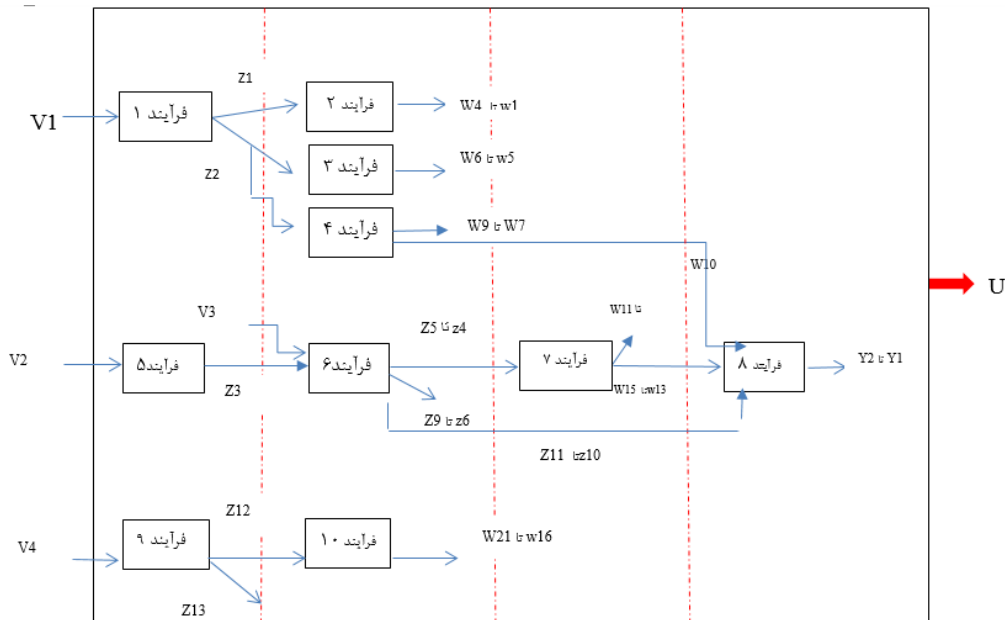 Z1
فرآیند ۲
W4 تا w1
V1
فرآیند ۱
Z2
فرآیند ۳
W6 تا w5
فرآیند ۴
W9 تا W7
W10
U
V3
Z5 تا z4
W11 تا
V2
فرآیند۵
Z3
فرآیند۶
فرآیند ۷
فرآیند ۸
Y2 تا Y1
Z9 تا z6
W15 تاw13
Z11 تاz10
Z12
V4
فرآیند ۹
فرآیند ۱۰
W21 تا w16
Z13